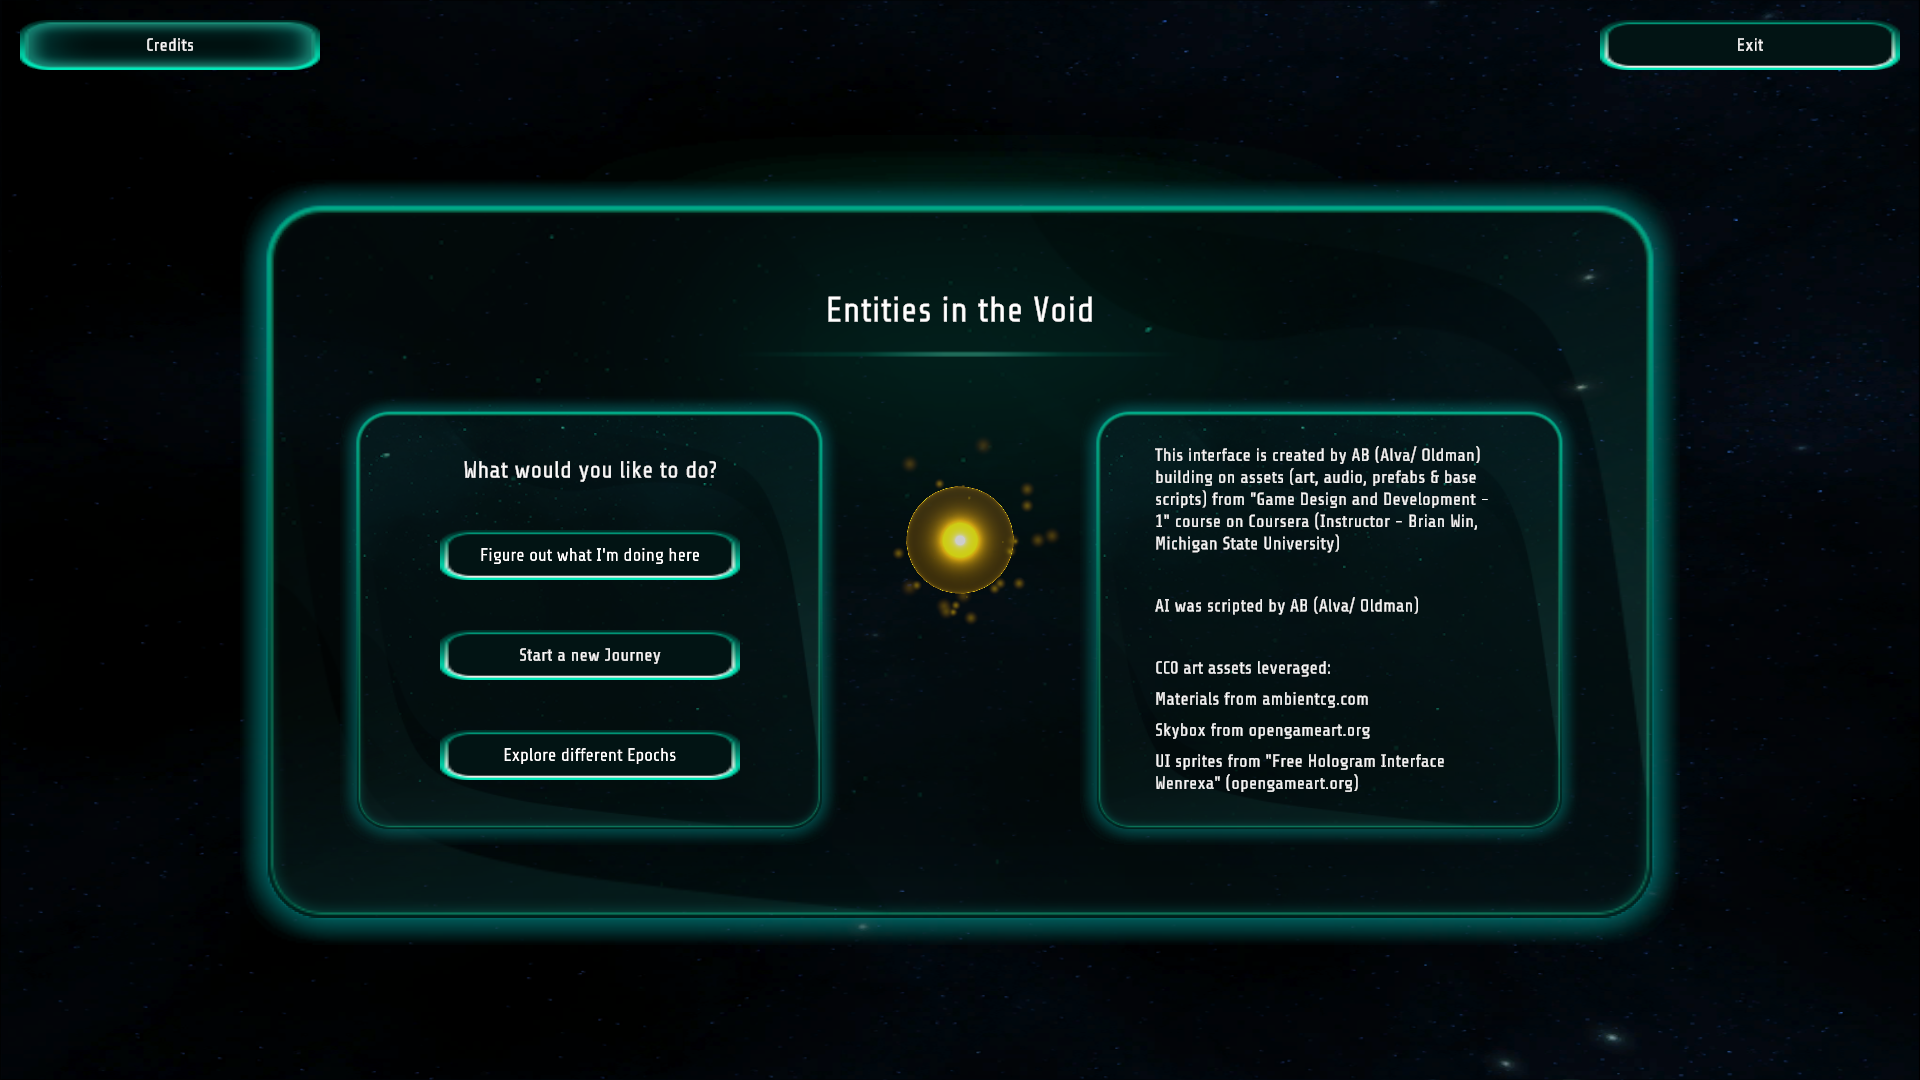 Credits
Exit
Entities in the Void
What would you like to do?
Figure out what I'm doing here
Start a new Journey
Explore different Epochs
This interface is created by AB (Alva/ Oldman)
building on assets (art, audio, prefabs & base
scripts) from "Game Design and Development -
1" course on Coursera (Instructor - Brian Win,
Michigan State University)
AI was scripted by AB (Alva/ Oldman)
CC0 art assets leveraged:
Materials from ambientcg.com
Skybox from opengameart.org
UI sprites from "Free Hologram Interface
Wenrexa" (opengameart.org)